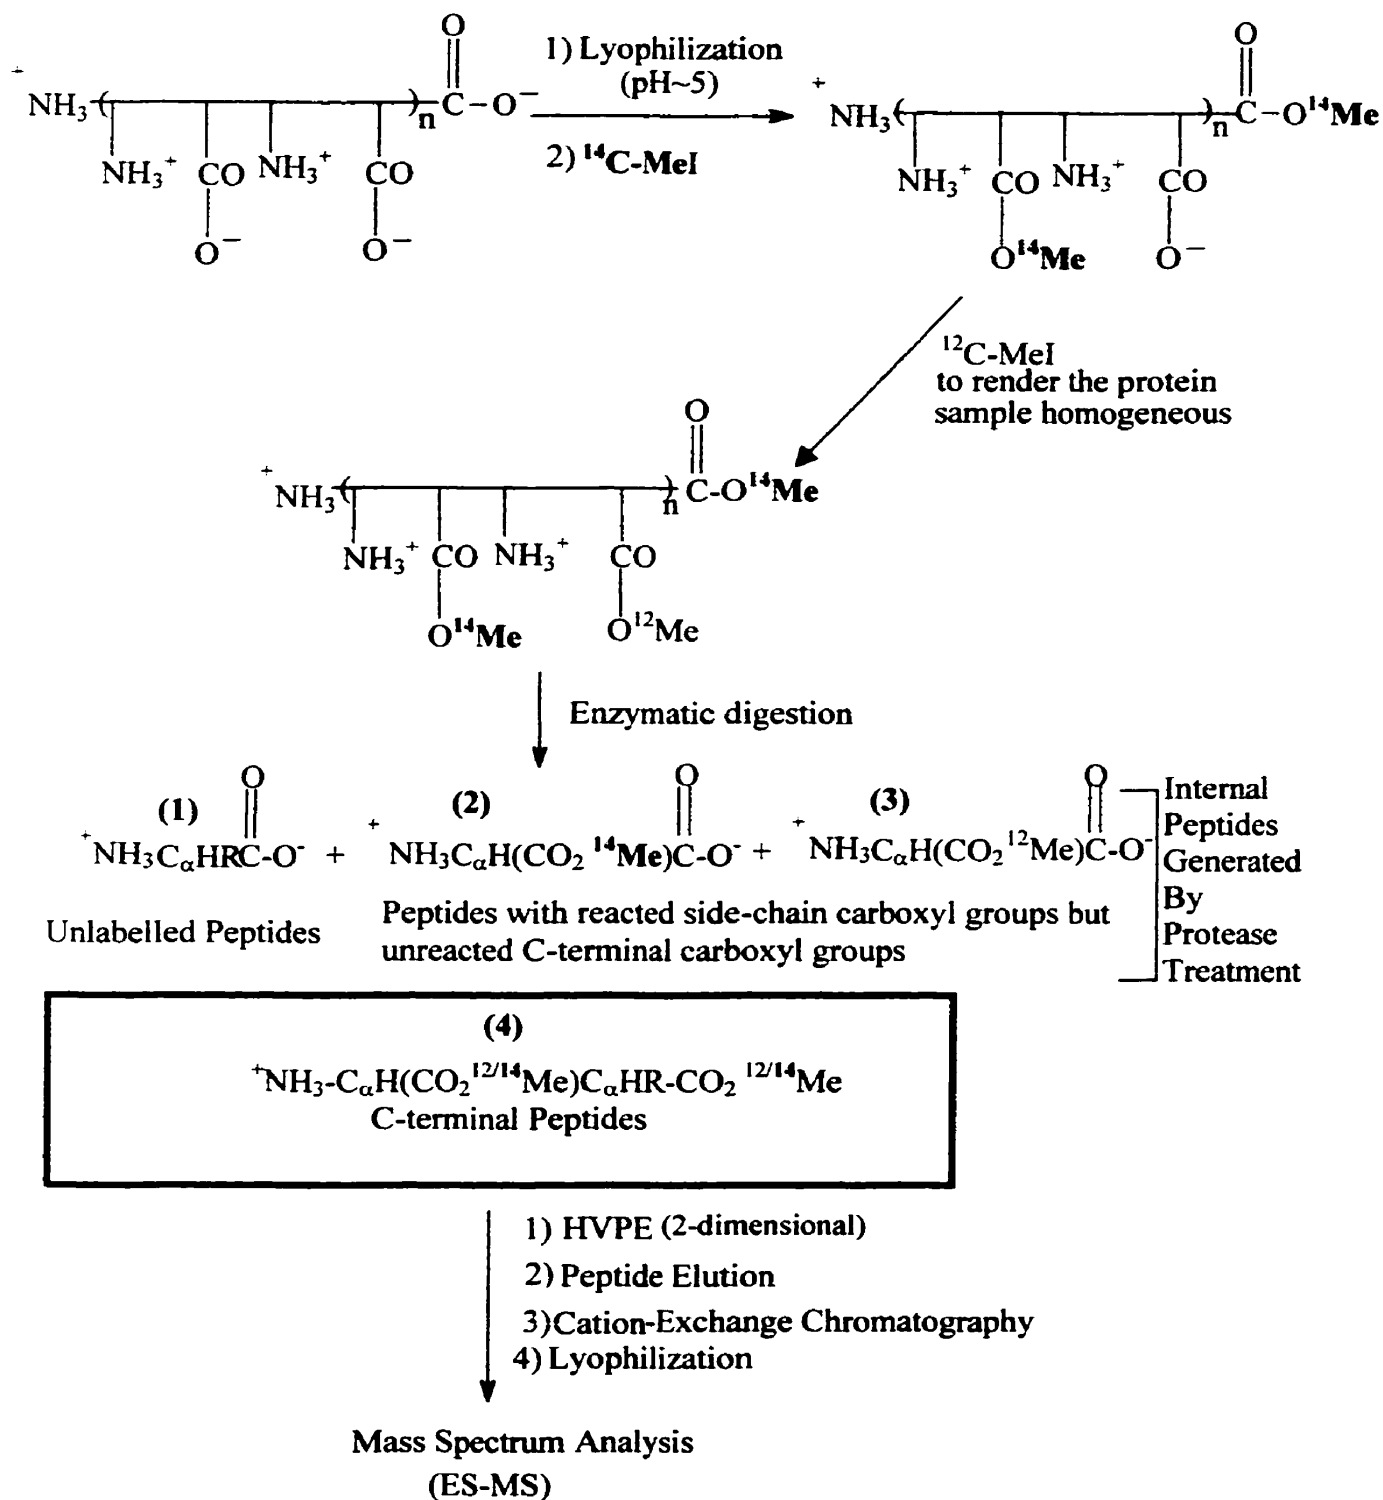 1) Lyophilization
(pH~5)
2) ¹⁴C-MeI
⁺NH₃ ( )ₙ C–O⁻
O
NH₃⁺ CO NH₃⁺ CO
O⁻ O⁻
⁺NH₃ ( )ₙ C–O¹⁴Me
O
NH₃⁺ CO NH₃⁺ CO
O¹⁴Me O⁻
¹²C-MeI
to render the protein
sample homogeneous
O
⁺NH₃ ( )ₙ C-O¹⁴Me
NH₃⁺ CO NH₃⁺ CO
O¹⁴Me O¹²Me
Enzymatic digestion
O O O
(1) (2) (3)
⁺NH₃CαHRC-O⁻ + ⁺NH₃CαH(CO₂ ¹⁴Me)C-O⁻ + ⁺NH₃CαH(CO₂¹²Me)C-O⁻
Unlabelled Peptides
Peptides with reacted side-chain carboxyl groups but
unreacted C-terminal carboxyl groups
Internal
Peptides
Generated
By
Protease
Treatment
(4)
⁺NH₃-CαH(CO₂¹²/¹⁴Me)CαHR-CO₂ ¹²/¹⁴Me
C-terminal Peptides
1) HVPE (2-dimensional)
2) Peptide Elution
3)Cation-Exchange Chromatography
4) Lyophilization
Mass Spectrum Analysis
(ES-MS)